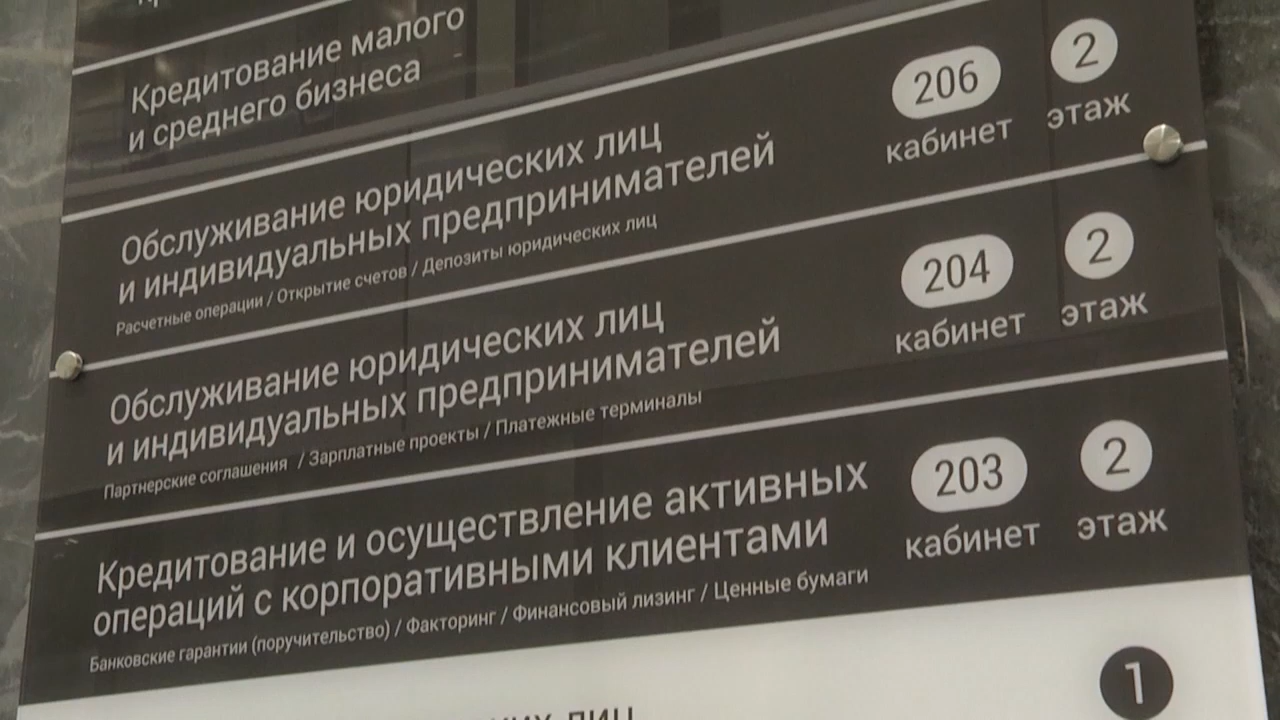 Кредитование малого
и среднего бизнеса
Обслуживание юридических лиц
и индивидуальных предпринимателей
Расчетные операции / Открытие счетов / Депозиты юридических лиц
206
кабинет
2
этаж
Обслуживание юридических лиц
и индивидуальных предпринимателей
Партнерские соглашения / Зарплатные проекты / Платежные терминалы
204
кабинет
2
этаж
Кредитование и осуществление активных
операций с корпоративными клиентами
Банковские гарантии (поручительство) / Факторинг / Финансовый лизинг / Ценные бумаги
203
кабинет
2
этаж
лиц
1